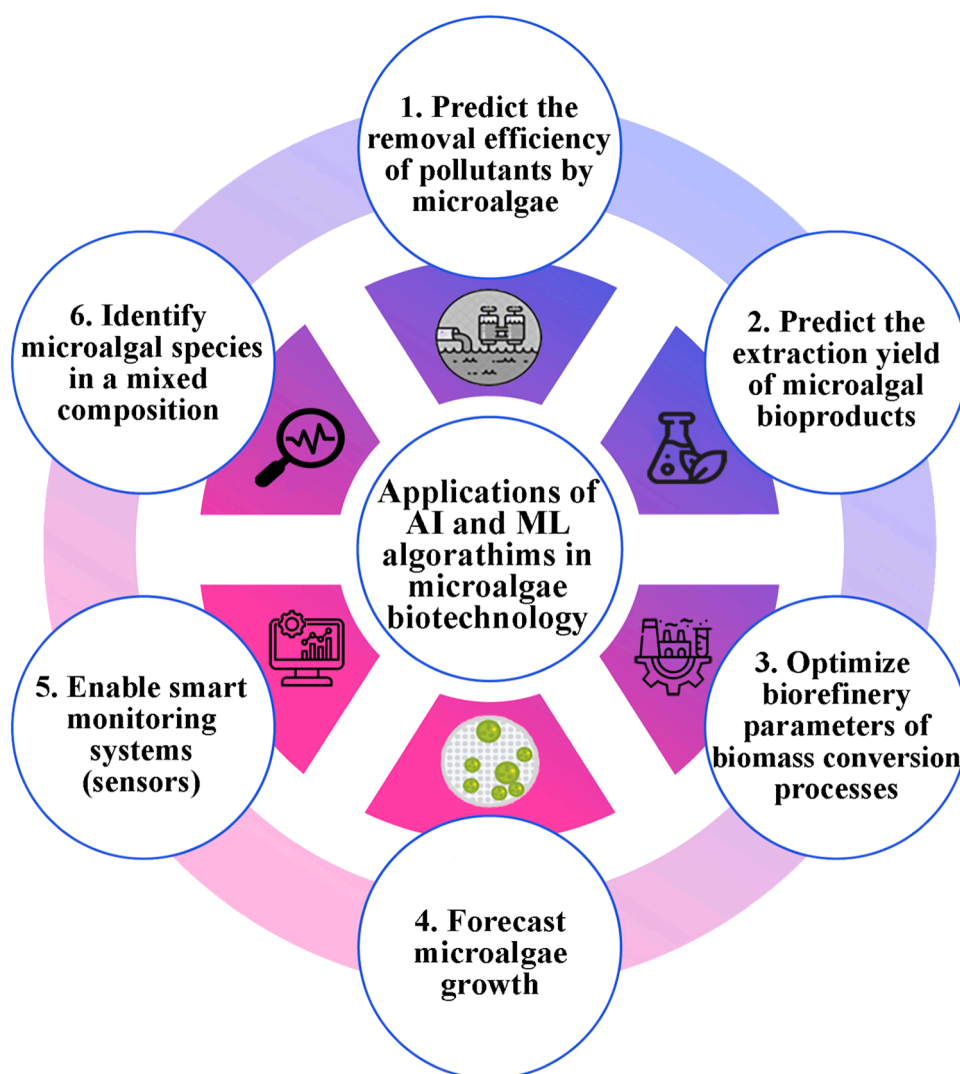 1. Predict the
removal efficiency
of pollutants by
microalgae
2. Predict the
extraction yield
of microalgal
bioproducts
3. Optimize
biorefinery
parameters of
biomass conversion
processes
4. Forecast
microalgae
growth
5. Enable smart
monitoring
systems
(sensors)
6. Identify
microalgal species
in a mixed
composition
Applications of
AI and ML
algorathims in
microalgae
biotechnology